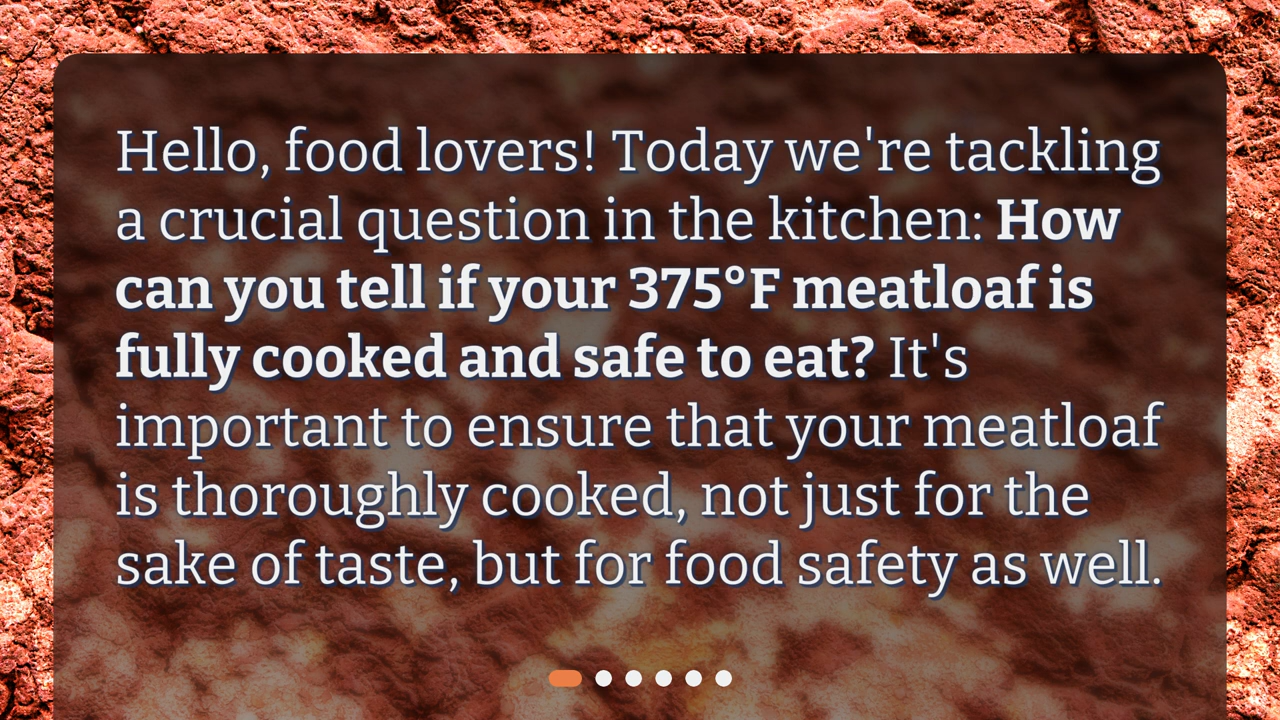 Hello, food lovers! Today we're tackling
a crucial question in the kitchen: How
can you tell if your 375°F meatloaf is
fully cooked and safe to eat? It's
important to ensure that your meatloaf
is thoroughly cooked, not just for the
sake of taste, but for food safety as well.